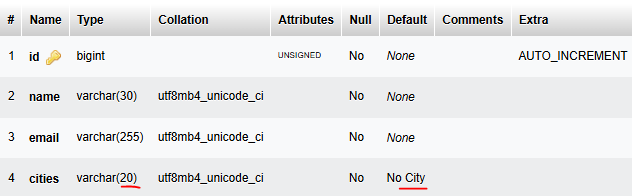 # Name Type Collation Attributes Null Default Comments Extra
1 id bigint UNSIGNED No None AUTO_INCREMENT
2 name varchar(30) utf8mb4_unicode_ci No None
3 email varchar(255) utf8mb4_unicode_ci No None
4 cities varchar(20) utf8mb4_unicode_ci No No City